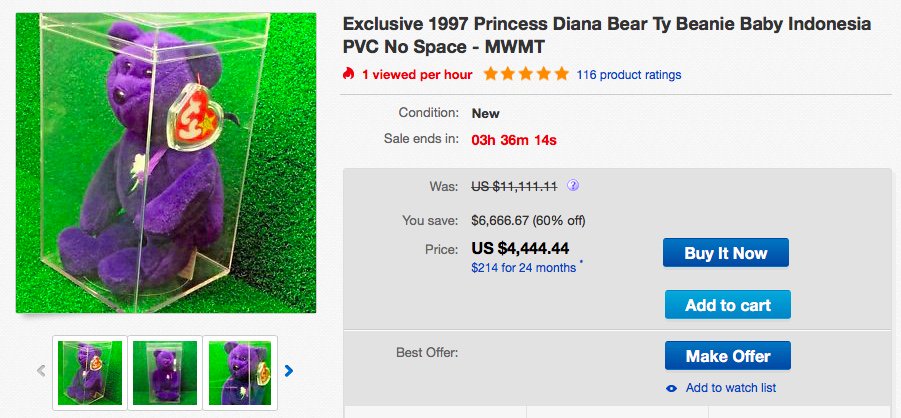 Exclusive 1997 Princess Diana Bear Ty Beanie Baby Indonesia
PVC No Space - MWMT
1 viewed per hour 116 product ratings
Condition: New
Sale ends in: 03h 36m 14s
Was: US $11,111.11 ?
You save: $6,666.67 (60% off)
Price: US $4,444.44 Buy It Now
$214 for 24 months *
Add to cart
Best Offer: Make Offer
Add to watch list
ty